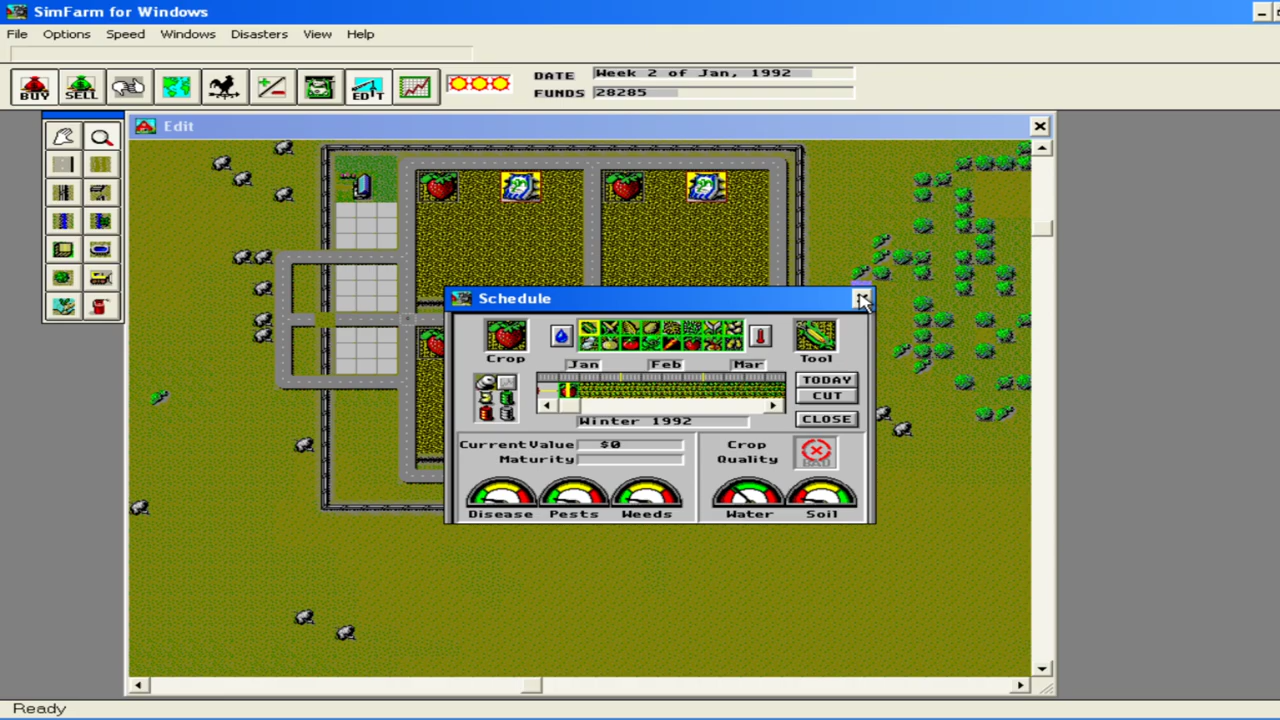 SimFarm for Windows
File Options Speed Windows Disasters View Help
BUY SELL EDIT
DATE Week 2 of Jan, 1992
FUNDS 28285
Edit
Schedule
Crop Tool
Jan Feb Mar
TODAY
CUT
CLOSE
Winter 1992
CurrentValue $0
Maturity
Crop Quality
BAD
Disease Pests Weeds Water Soil
Ready